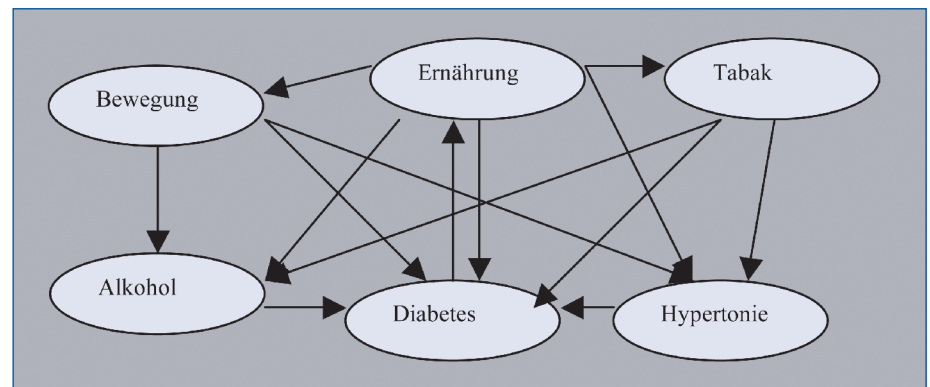 Bewegung
Ernährung
Tabak
Alkohol
Diabetes
Hypertonie